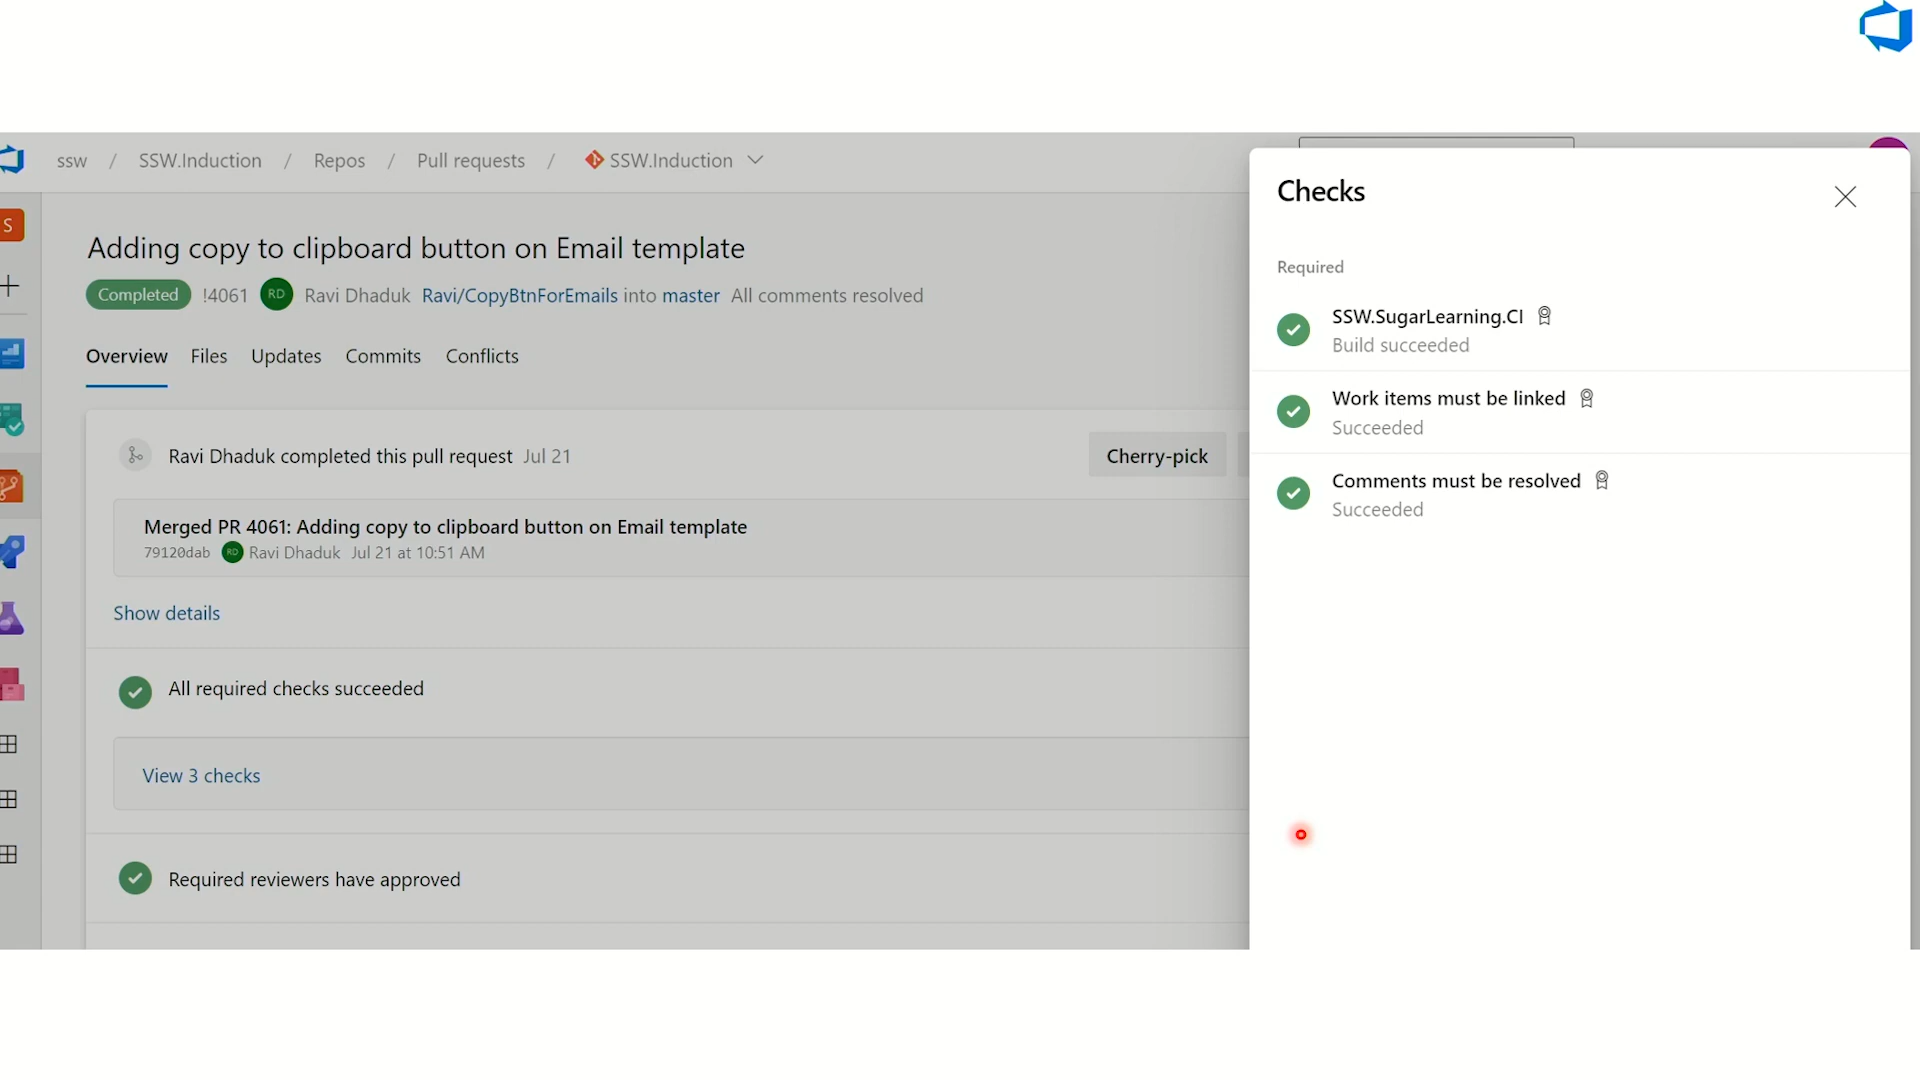 ssw / SSW.Induction / Repos / Pull requests / SSW.Induction
S
Adding copy to clipboard button on Email template
Completed !4061 RD Ravi Dhaduk Ravi/CopyBtnForEmails into master All comments resolved
Overview Files Updates Commits Conflicts
Ravi Dhaduk completed this pull request Jul 21
Cherry-pick
Merged PR 4061: Adding copy to clipboard button on Email template
79120dab RD Ravi Dhaduk Jul 21 at 10:51 AM
Show details
All required checks succeeded
View 3 checks
Required reviewers have approved
Checks
Required
SSW.SugarLearning.CI
Build succeeded
Work items must be linked
Succeeded
Comments must be resolved
Succeeded